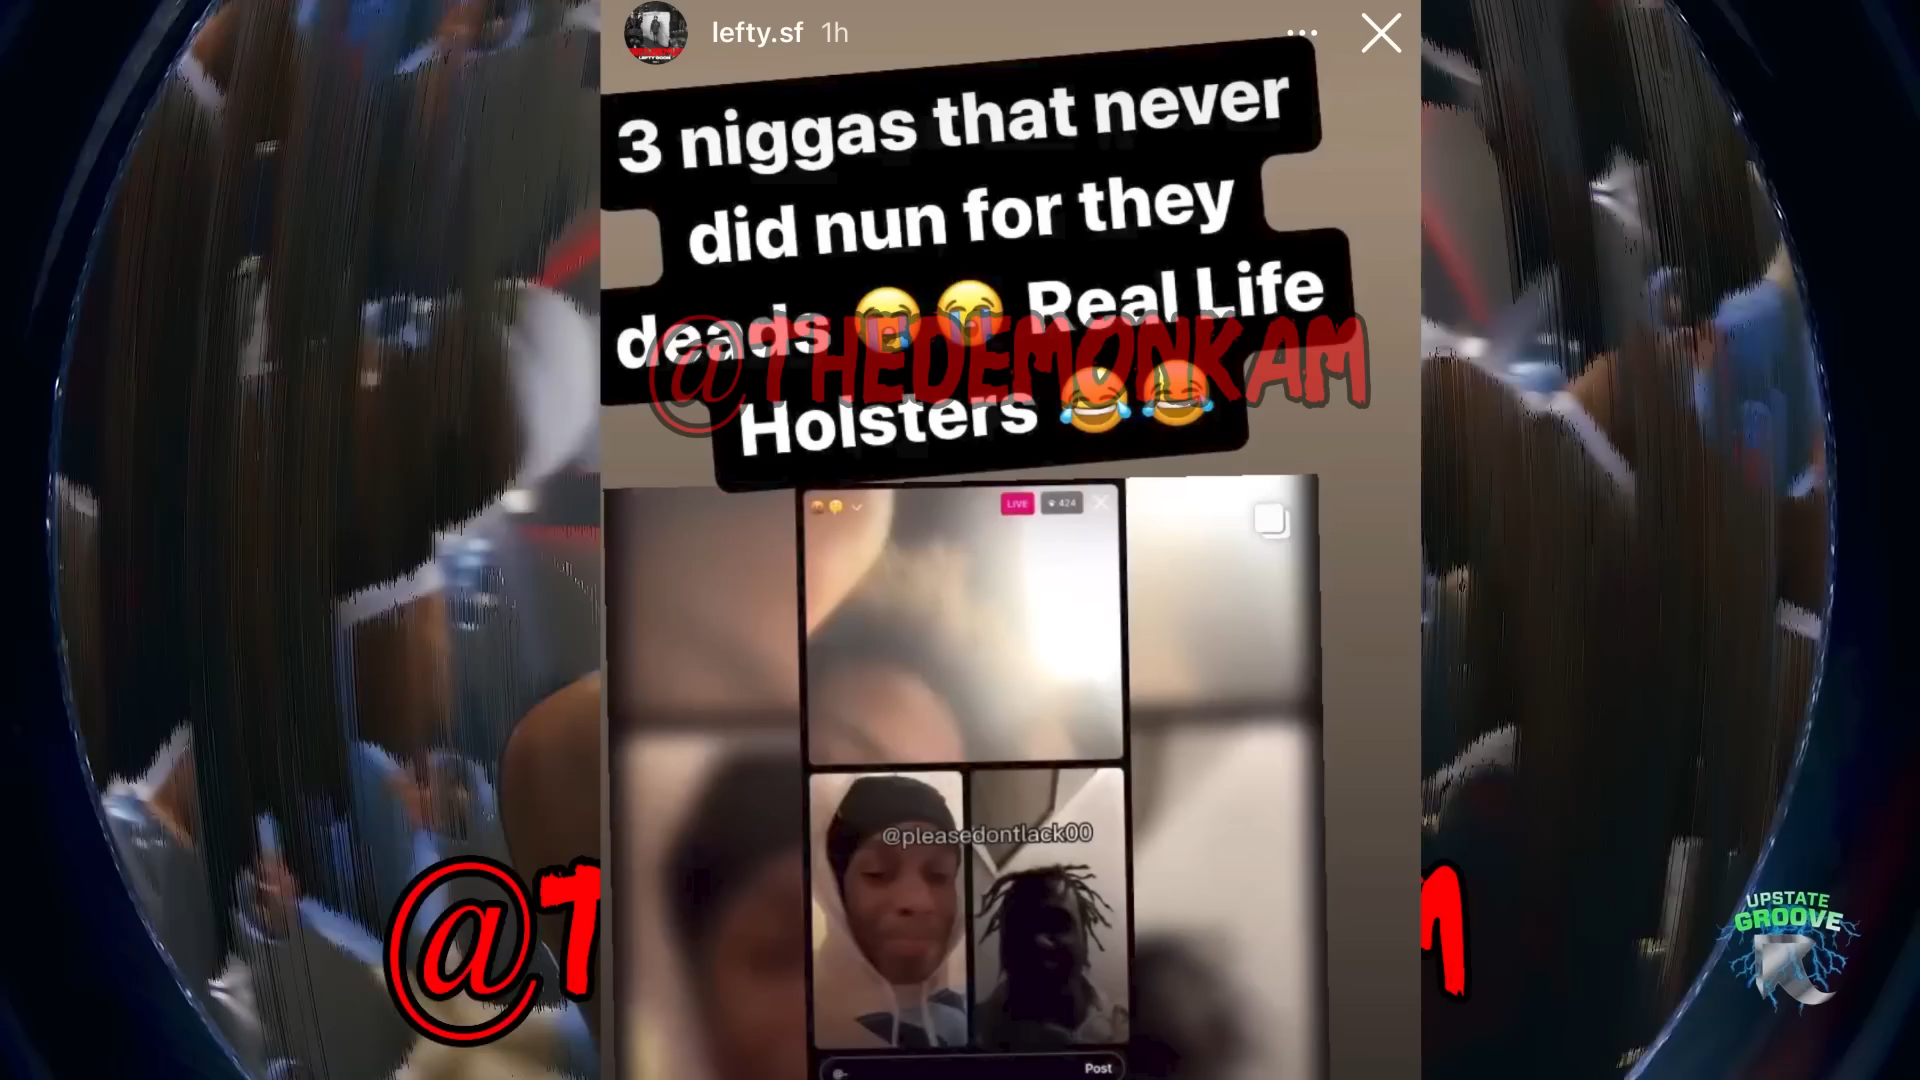 lefty.sf 1h
3 niggas that never
did nun for they
deads 😭😭 Real Life
@THEDEMONKAM
Holsters 😂😂
LIVE 424
@pleasedontlack00
@T M
UPSTATE
GROOVE
Post